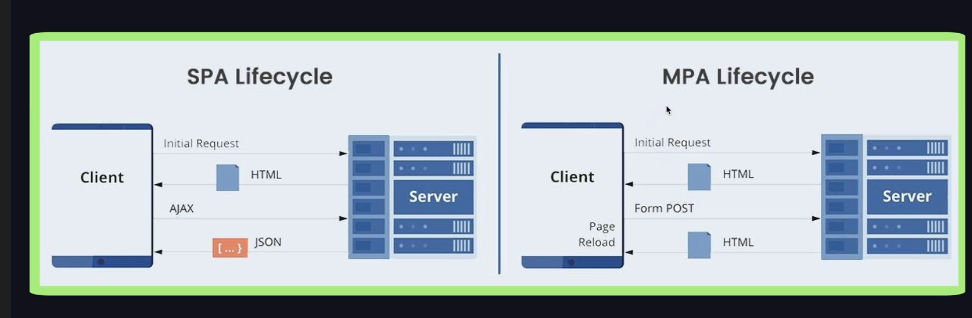 SPA Lifecycle
Initial Request
Client
HTML
Server
AJAX
{ ... }
JSON
MPA Lifecycle
Initial Request
Client
HTML
Server
Form POST
Page
Reload
HTML